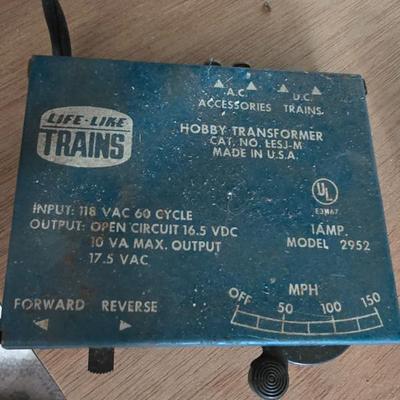 A.C. D.C.
ACCESSORIES TRAINS
LIFE-LIKE
TRAINS
HOBBY TRANSFORMER
CAT. NO. LESJ-M
MADE IN U.S.A.
UL
INPUT: 118 VAC 60 CYCLE
OUTPUT: OPEN CIRCUIT 16.5 VDC
10 VA MAX. OUTPUT
17.5 VAC
1AMP.
MODEL 2952
FORWARD REVERSE
MPH
OFF 50 100 150